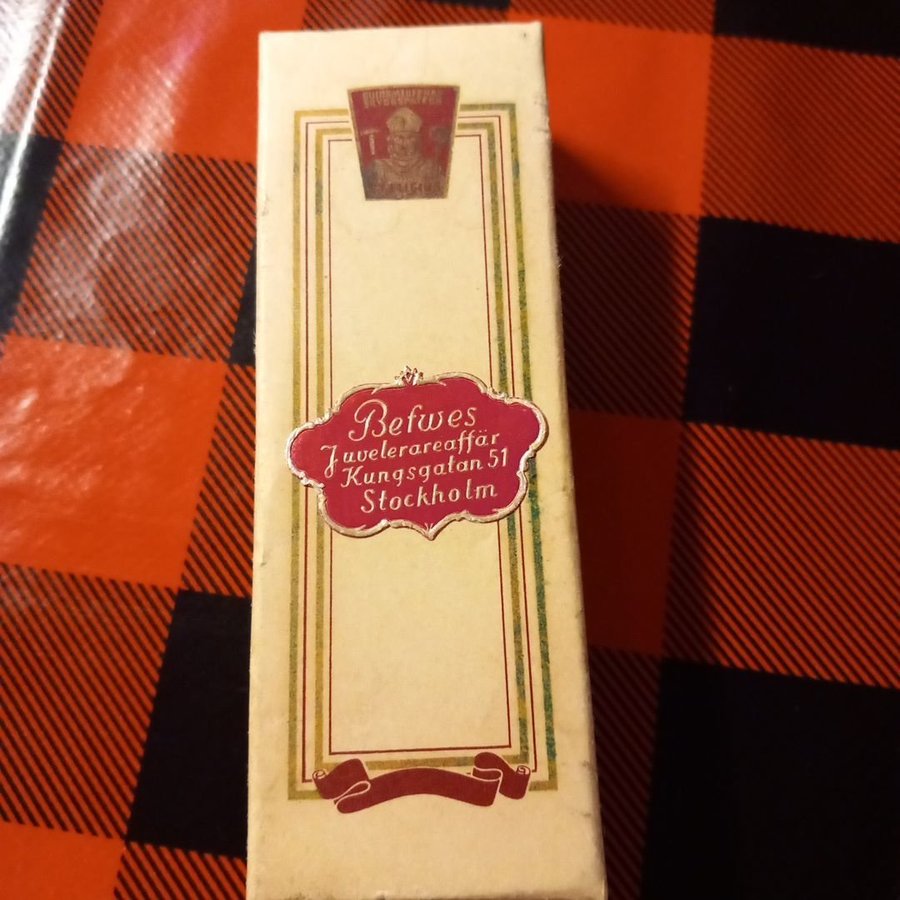 Befwes
Juvelerareaffär
Kungsgatan 51
Stockholm